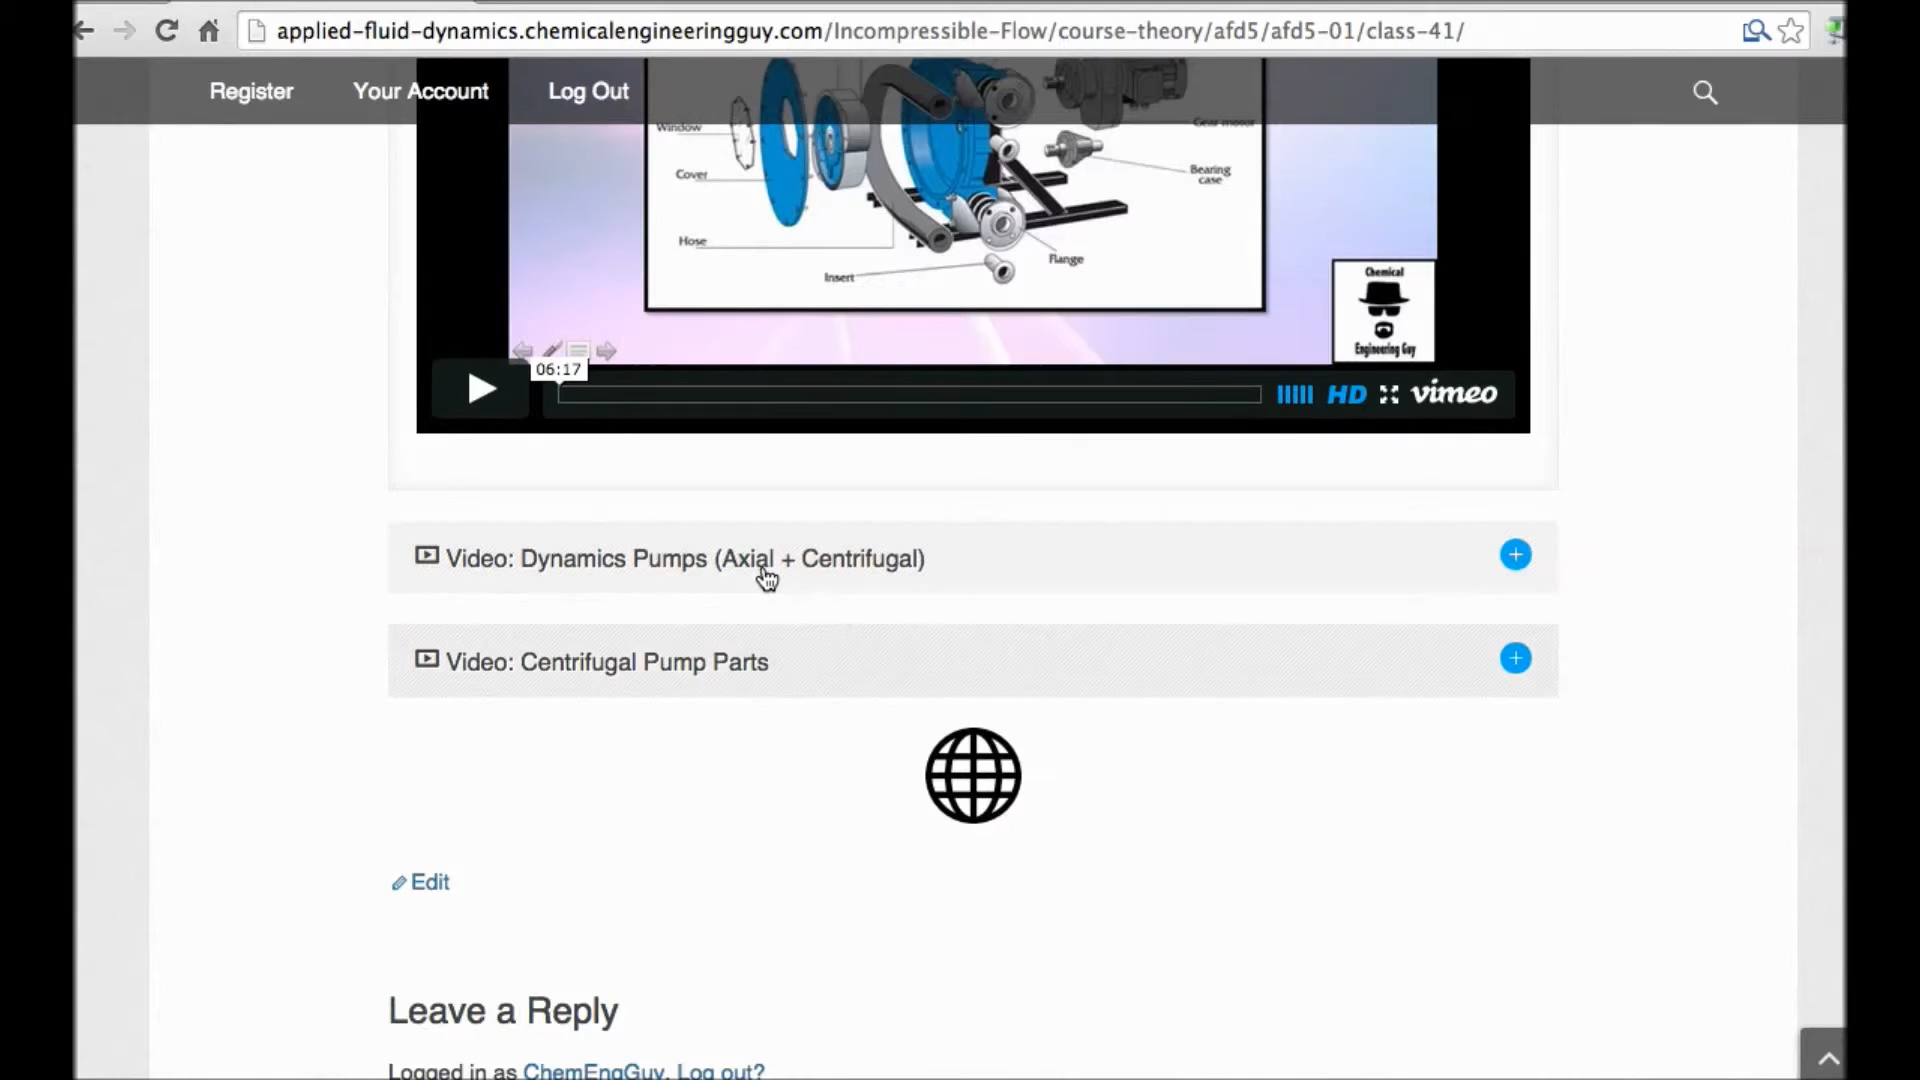 applied-fluid-dynamics.chemicalengineeringguy.com/Incompressible-Flow/course-theory/afd5/afd5-01/class-41/
Register Your Account Log Out
Window
Gear motor
Cover
Bearing
case
Hose
Insert
Flange
Chemical
Engineering Guy
06:17
HD vimeo
Video: Dynamics Pumps (Axial + Centrifugal)
Video: Centrifugal Pump Parts
Edit
Leave a Reply
Logged in as ChemEngGuy. Log out?